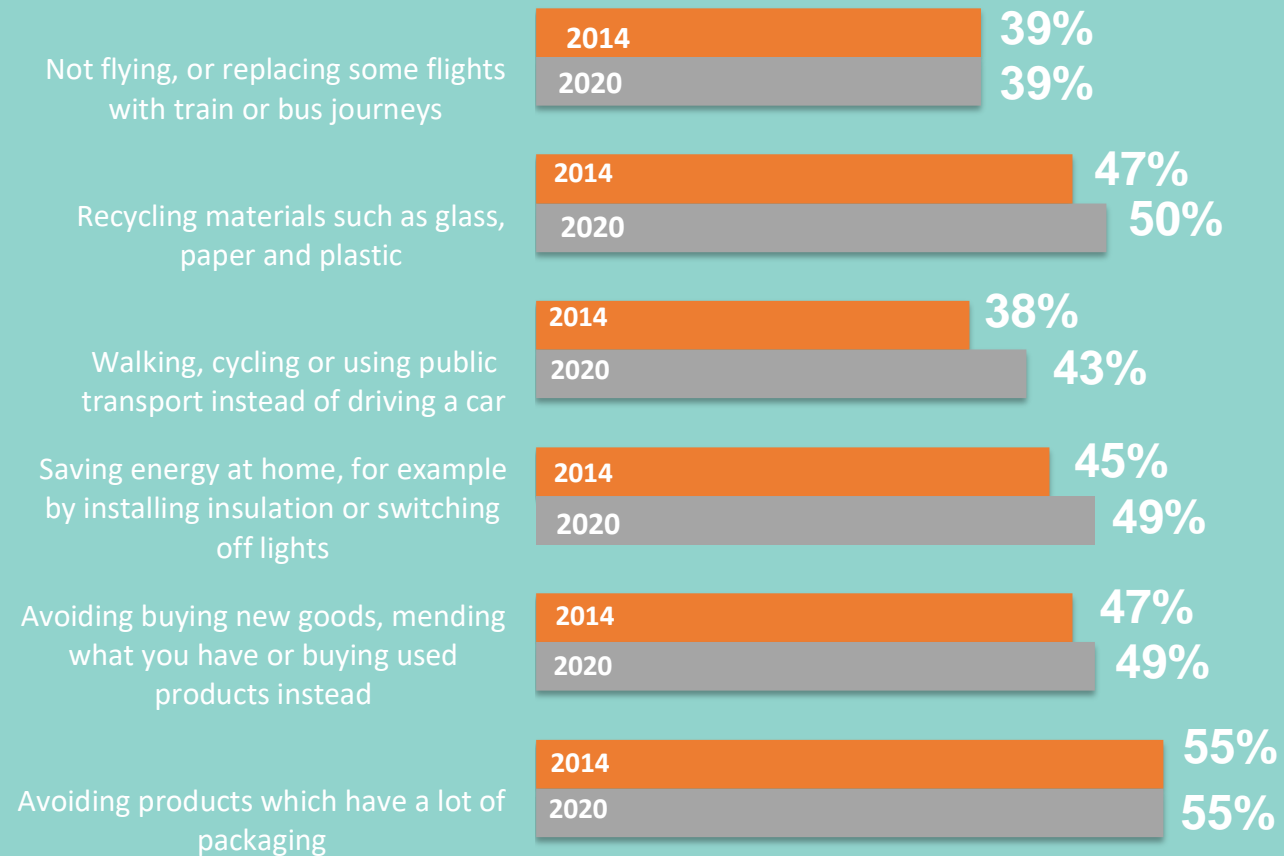 2014 39%
Not flying, or replacing some flights
with train or bus journeys
2020 39%
2014 47%
Recycling materials such as glass,
paper and plastic
2020 50%
2014 38%
Walking, cycling or using public
transport instead of driving a car
2020 43%
Saving energy at home, for example
by installing insulation or switching
off lights
2014 45%
2020 49%
Avoiding buying new goods, mending
what you have or buying used
products instead
2014 47%
2020 49%
2014 55%
Avoiding products which have a lot of
packaging
2020 55%